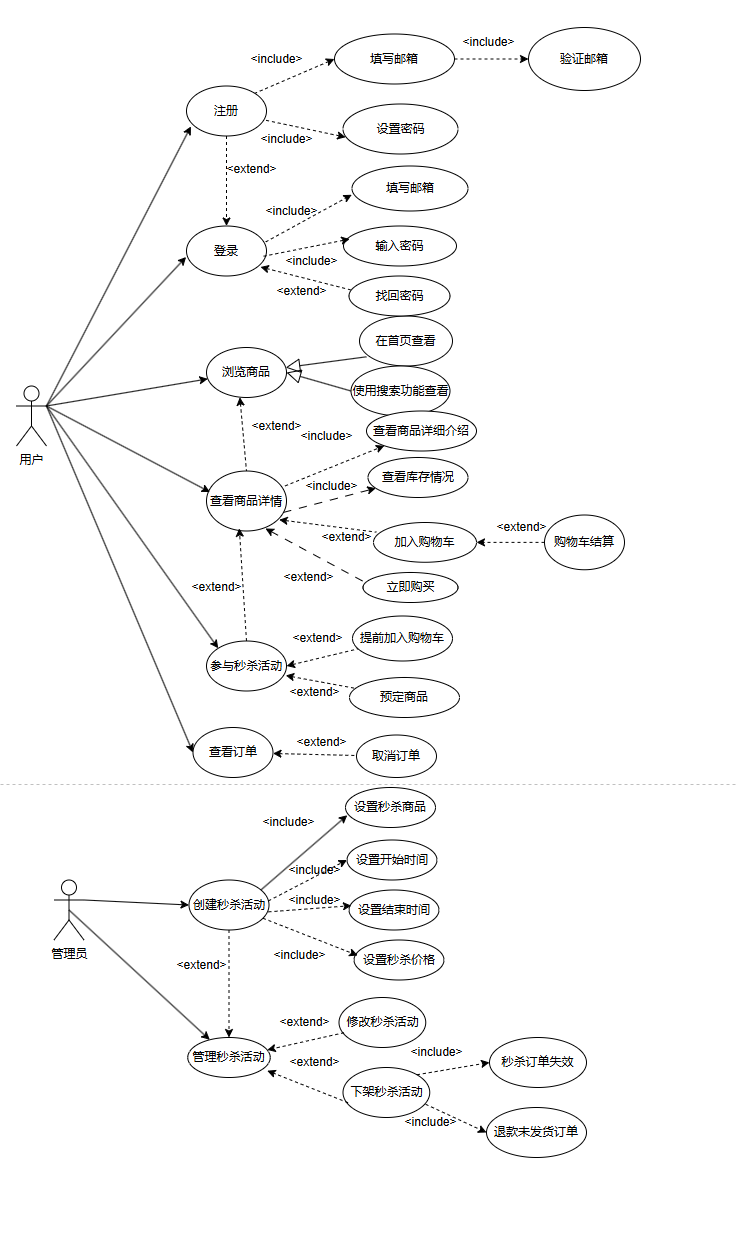 <include>
填写邮箱
<include>
验证邮箱
注册
<include>
设置密码
<extend>
填写邮箱
<include>
登录
输入密码
<include>
<extend>
找回密码
在首页查看
浏览商品
使用搜索功能查看
<extend>
<include>
查看商品详细介绍
用户
查看商品详情
<include>
查看库存情况
<extend>
加入购物车
<extend>
购物车结算
<extend>
立即购买
<extend>
<extend>
提前加入购物车
参与秒杀活动
<extend>
预定商品
查看订单
<extend>
取消订单
设置秒杀商品
<include>
设置开始时间
<include>
创建秒杀活动
<include>
设置结束时间
管理员
<include>
设置秒杀价格
<extend>
<extend>
修改秒杀活动
管理秒杀活动
<extend>
下架秒杀活动
<include>
秒杀订单失效
<include>
退款未发货订单